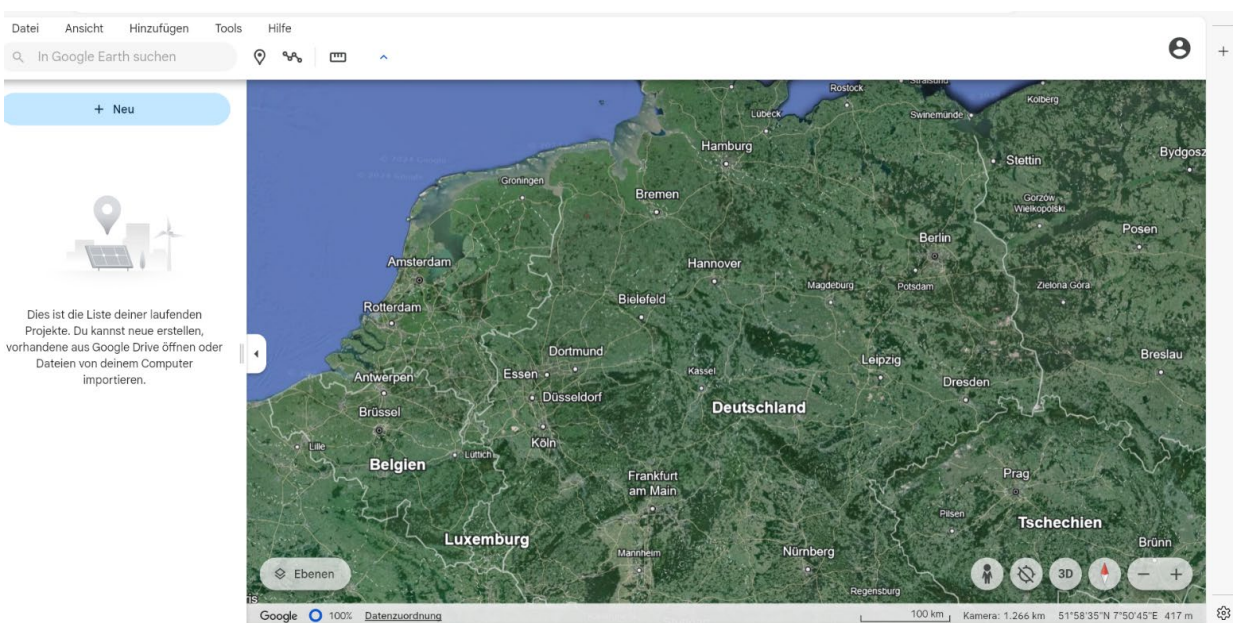 Datei Ansicht Hinzufügen Tools Hilfe
In Google Earth suchen
+ Neu
Dies ist die Liste deiner laufenden
Projekte. Du kannst neue erstellen,
vorhandene aus Google Drive öffnen oder
Dateien von deinem Computer
importieren.
Stralsund
Rostock
Kolberg
Lübeck
Swinemünde
Hamburg
Stettin
Bydgosz
Groningen
Bremen
Gorzów
Wielkopolski
Posen
Berlin
Amsterdam
Hannover
Magdeburg
Potsdam
Zielona Góra
Bielefeld
Rotterdam
Dortmund
Leipzig
Breslau
Essen
Kassel
Antwerpen
Dresden
Düsseldorf
Deutschland
Brüssel
Köln
Lille
Lüttich
Belgien
Frankfurt
am Main
Prag
Pilsen
Tschechien
Luxemburg
Brünn
Mannheim
Nürnberg
Ebenen
3D
Regensburg
is
Google 100% Datenzuordnung
100 km Kamera: 1.266 km 51°58'35"N 7°50'45"E 417 m